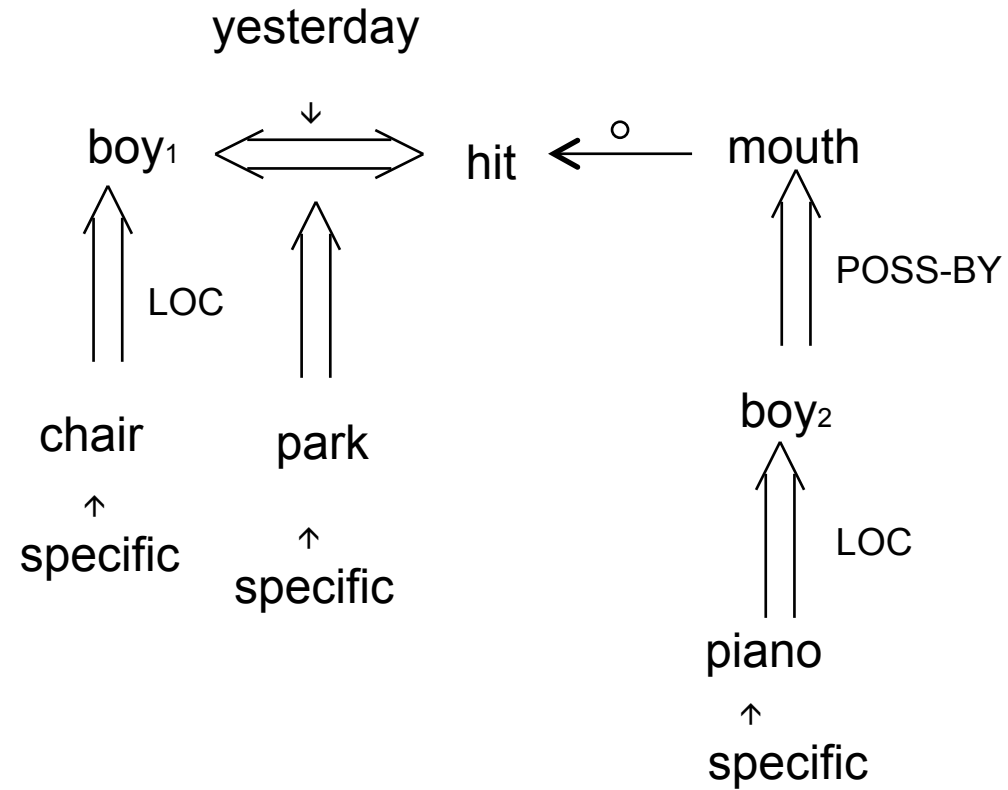 yesterday
boy1 hit o mouth
POSS-BY
LOC
chair park boy2
specific specific LOC
piano
specific